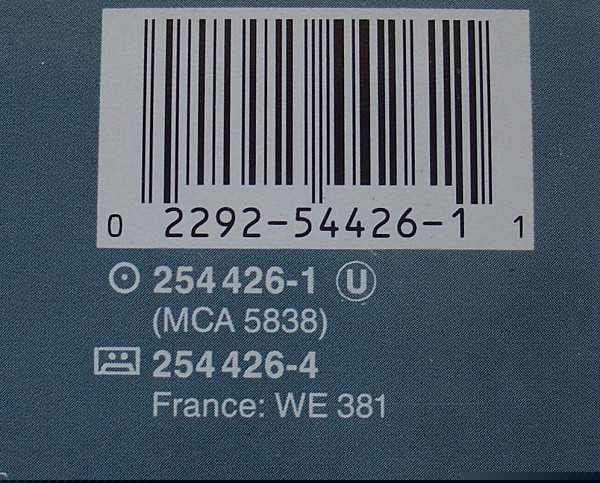 0 2292-54426-1 1
254 426-1 U
(MCA 5838)
254 426-4
France: WE 381